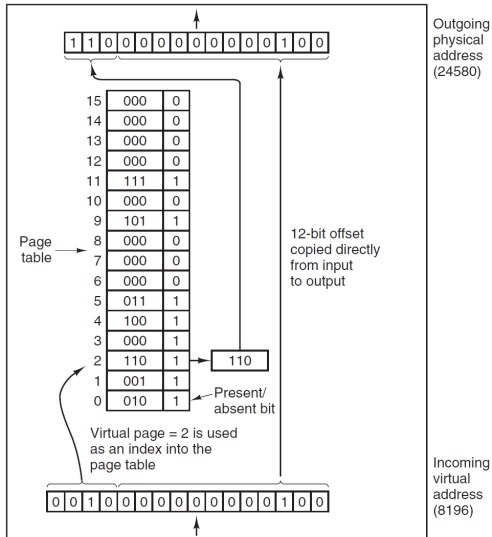 Outgoing
physical
address
(24580)
1 1 0 0 0 0 0 0 0 0 0 0 1 0 0
15 000 0
14 000 0
13 000 0
12 000 0
11 111 1
10 000 0
9 101 1
8 000 0
7 000 0
6 000 0
5 011 1
4 100 1
3 000 1
2 110 1 110
1 001 1
0 010 1
Page
table
12-bit offset
copied directly
from input
to output
Present/
absent bit
Virtual page = 2 is used
as an index into the
page table
Incoming
virtual
address
(8196)
0 0 1 0 0 0 0 0 0 0 0 0 0 1 0 0